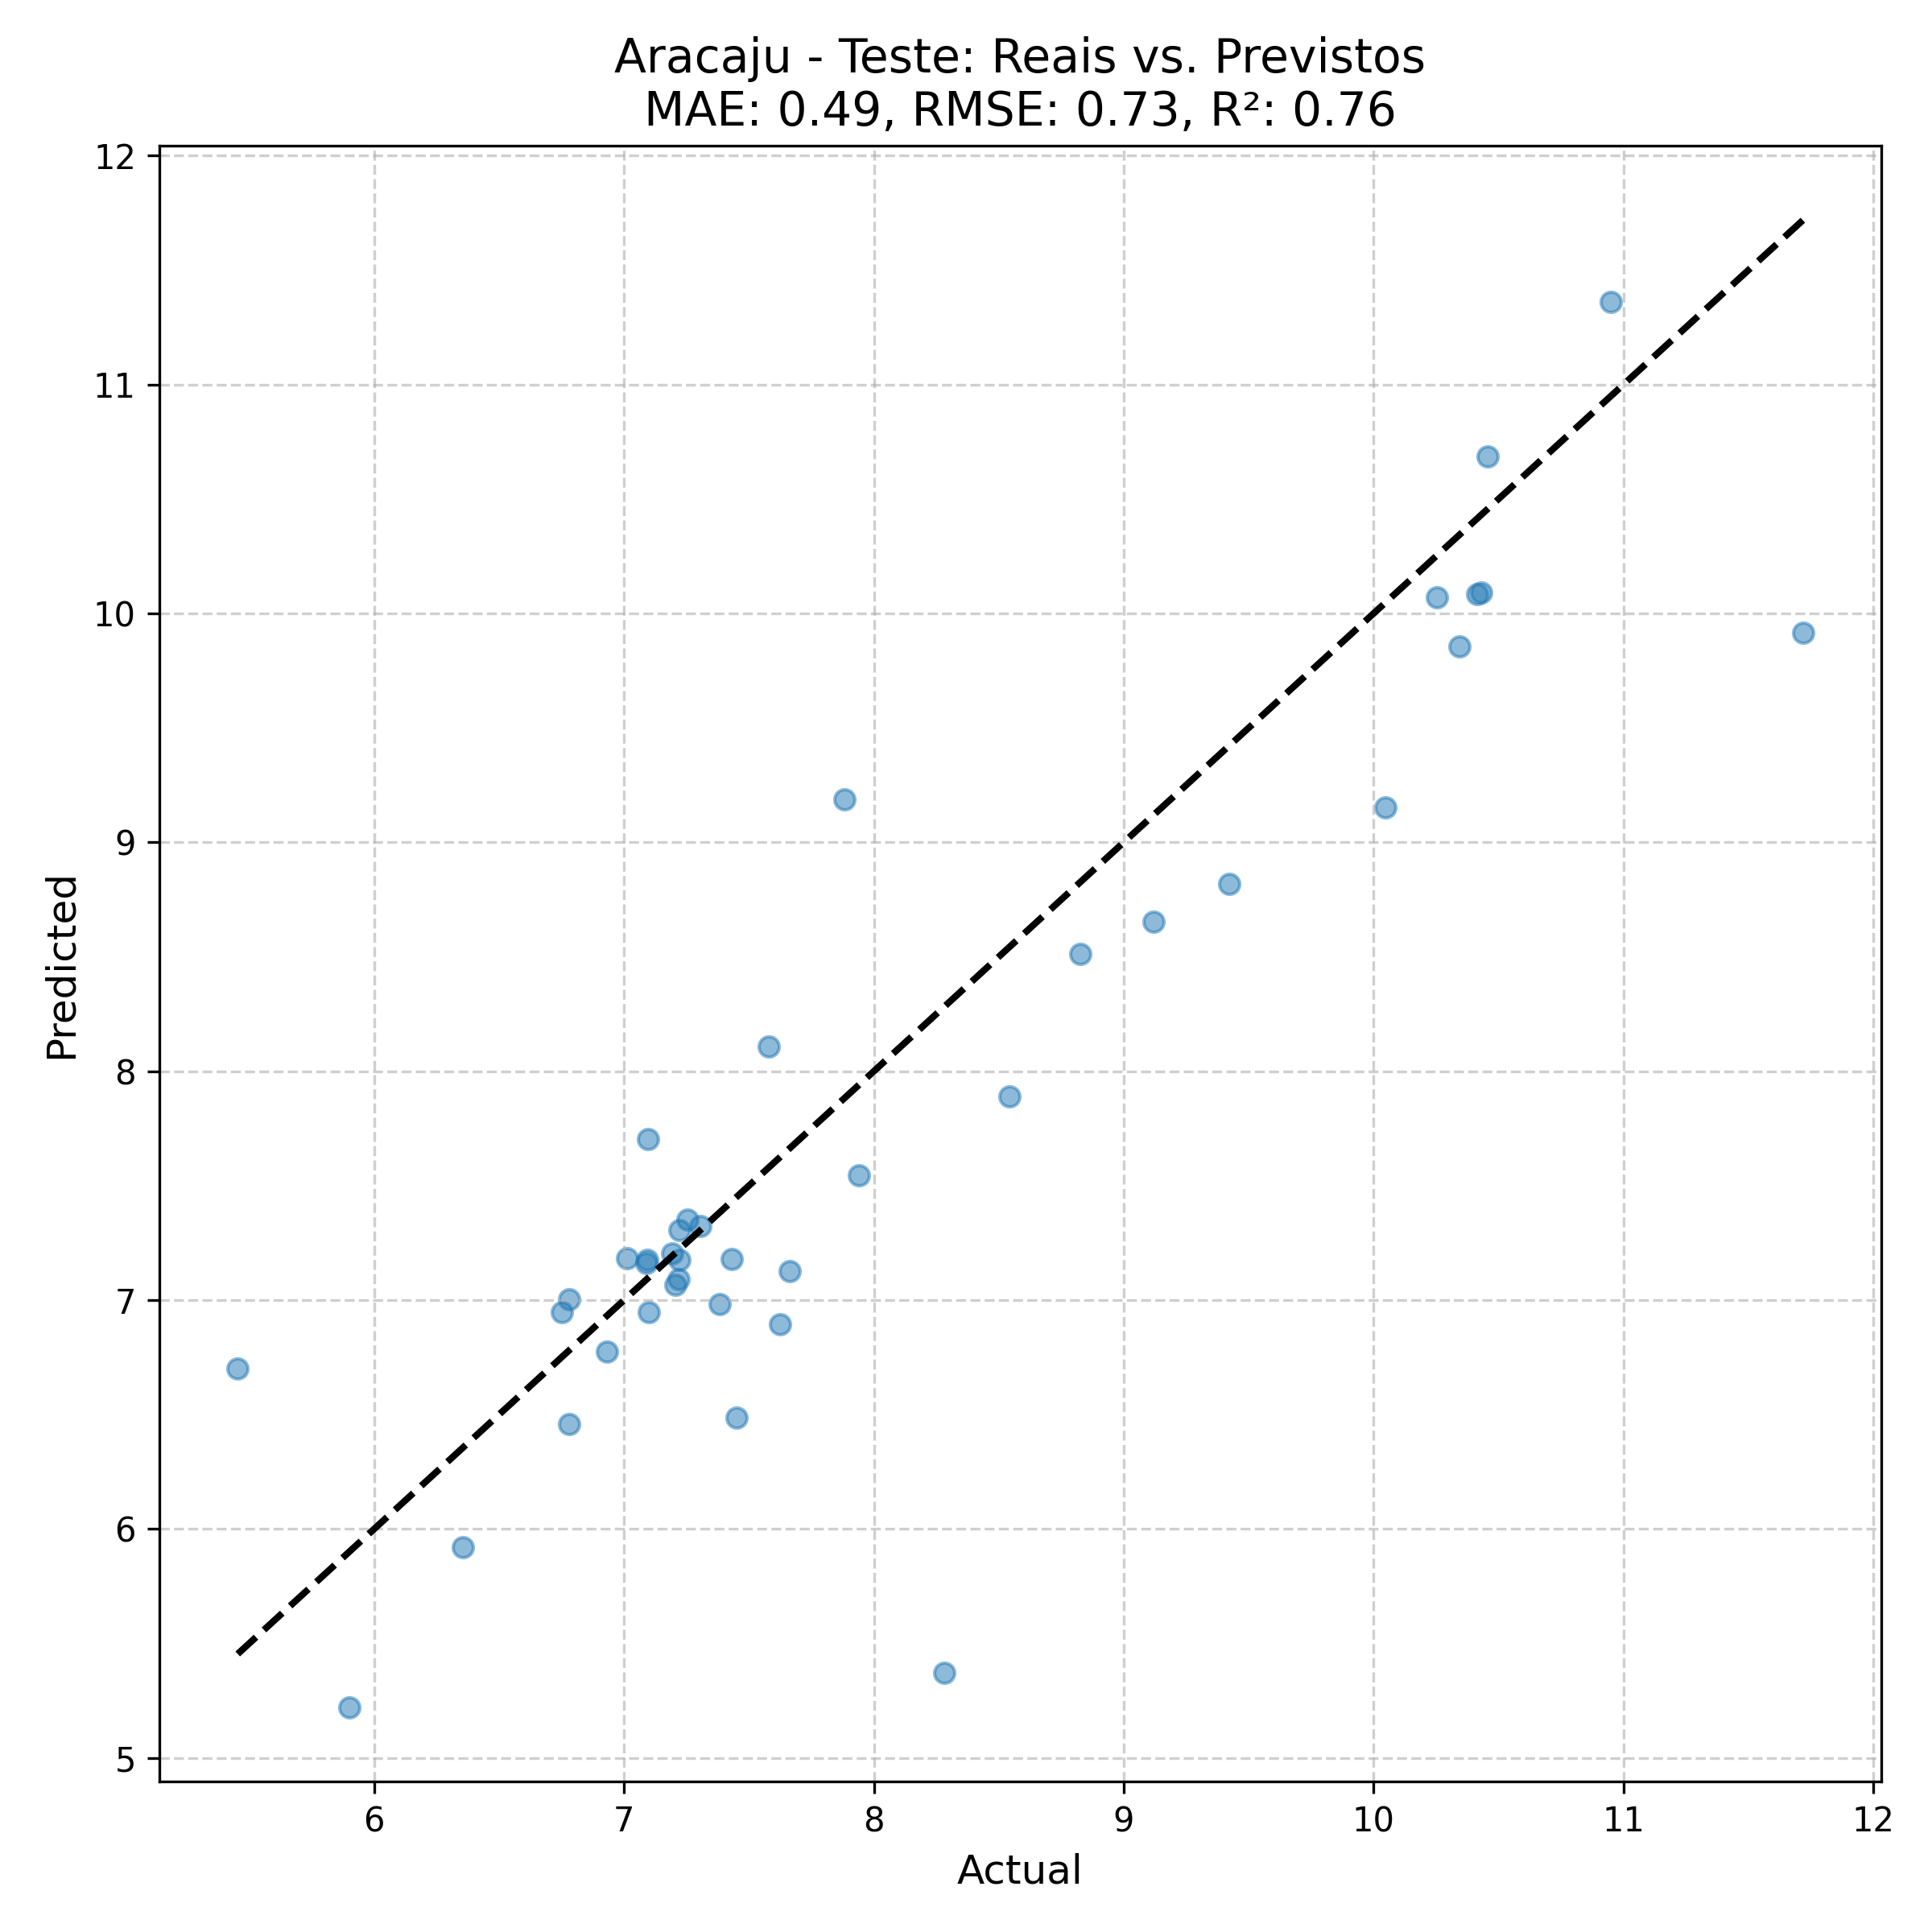 Aracaju - Teste: Reais vs. Previstos
MAE: 0.49, RMSE: 0.73, R²: 0.76
12
11
10
9
8
7
6
5
Predicted
6 7 8 9 10 11 12
Actual